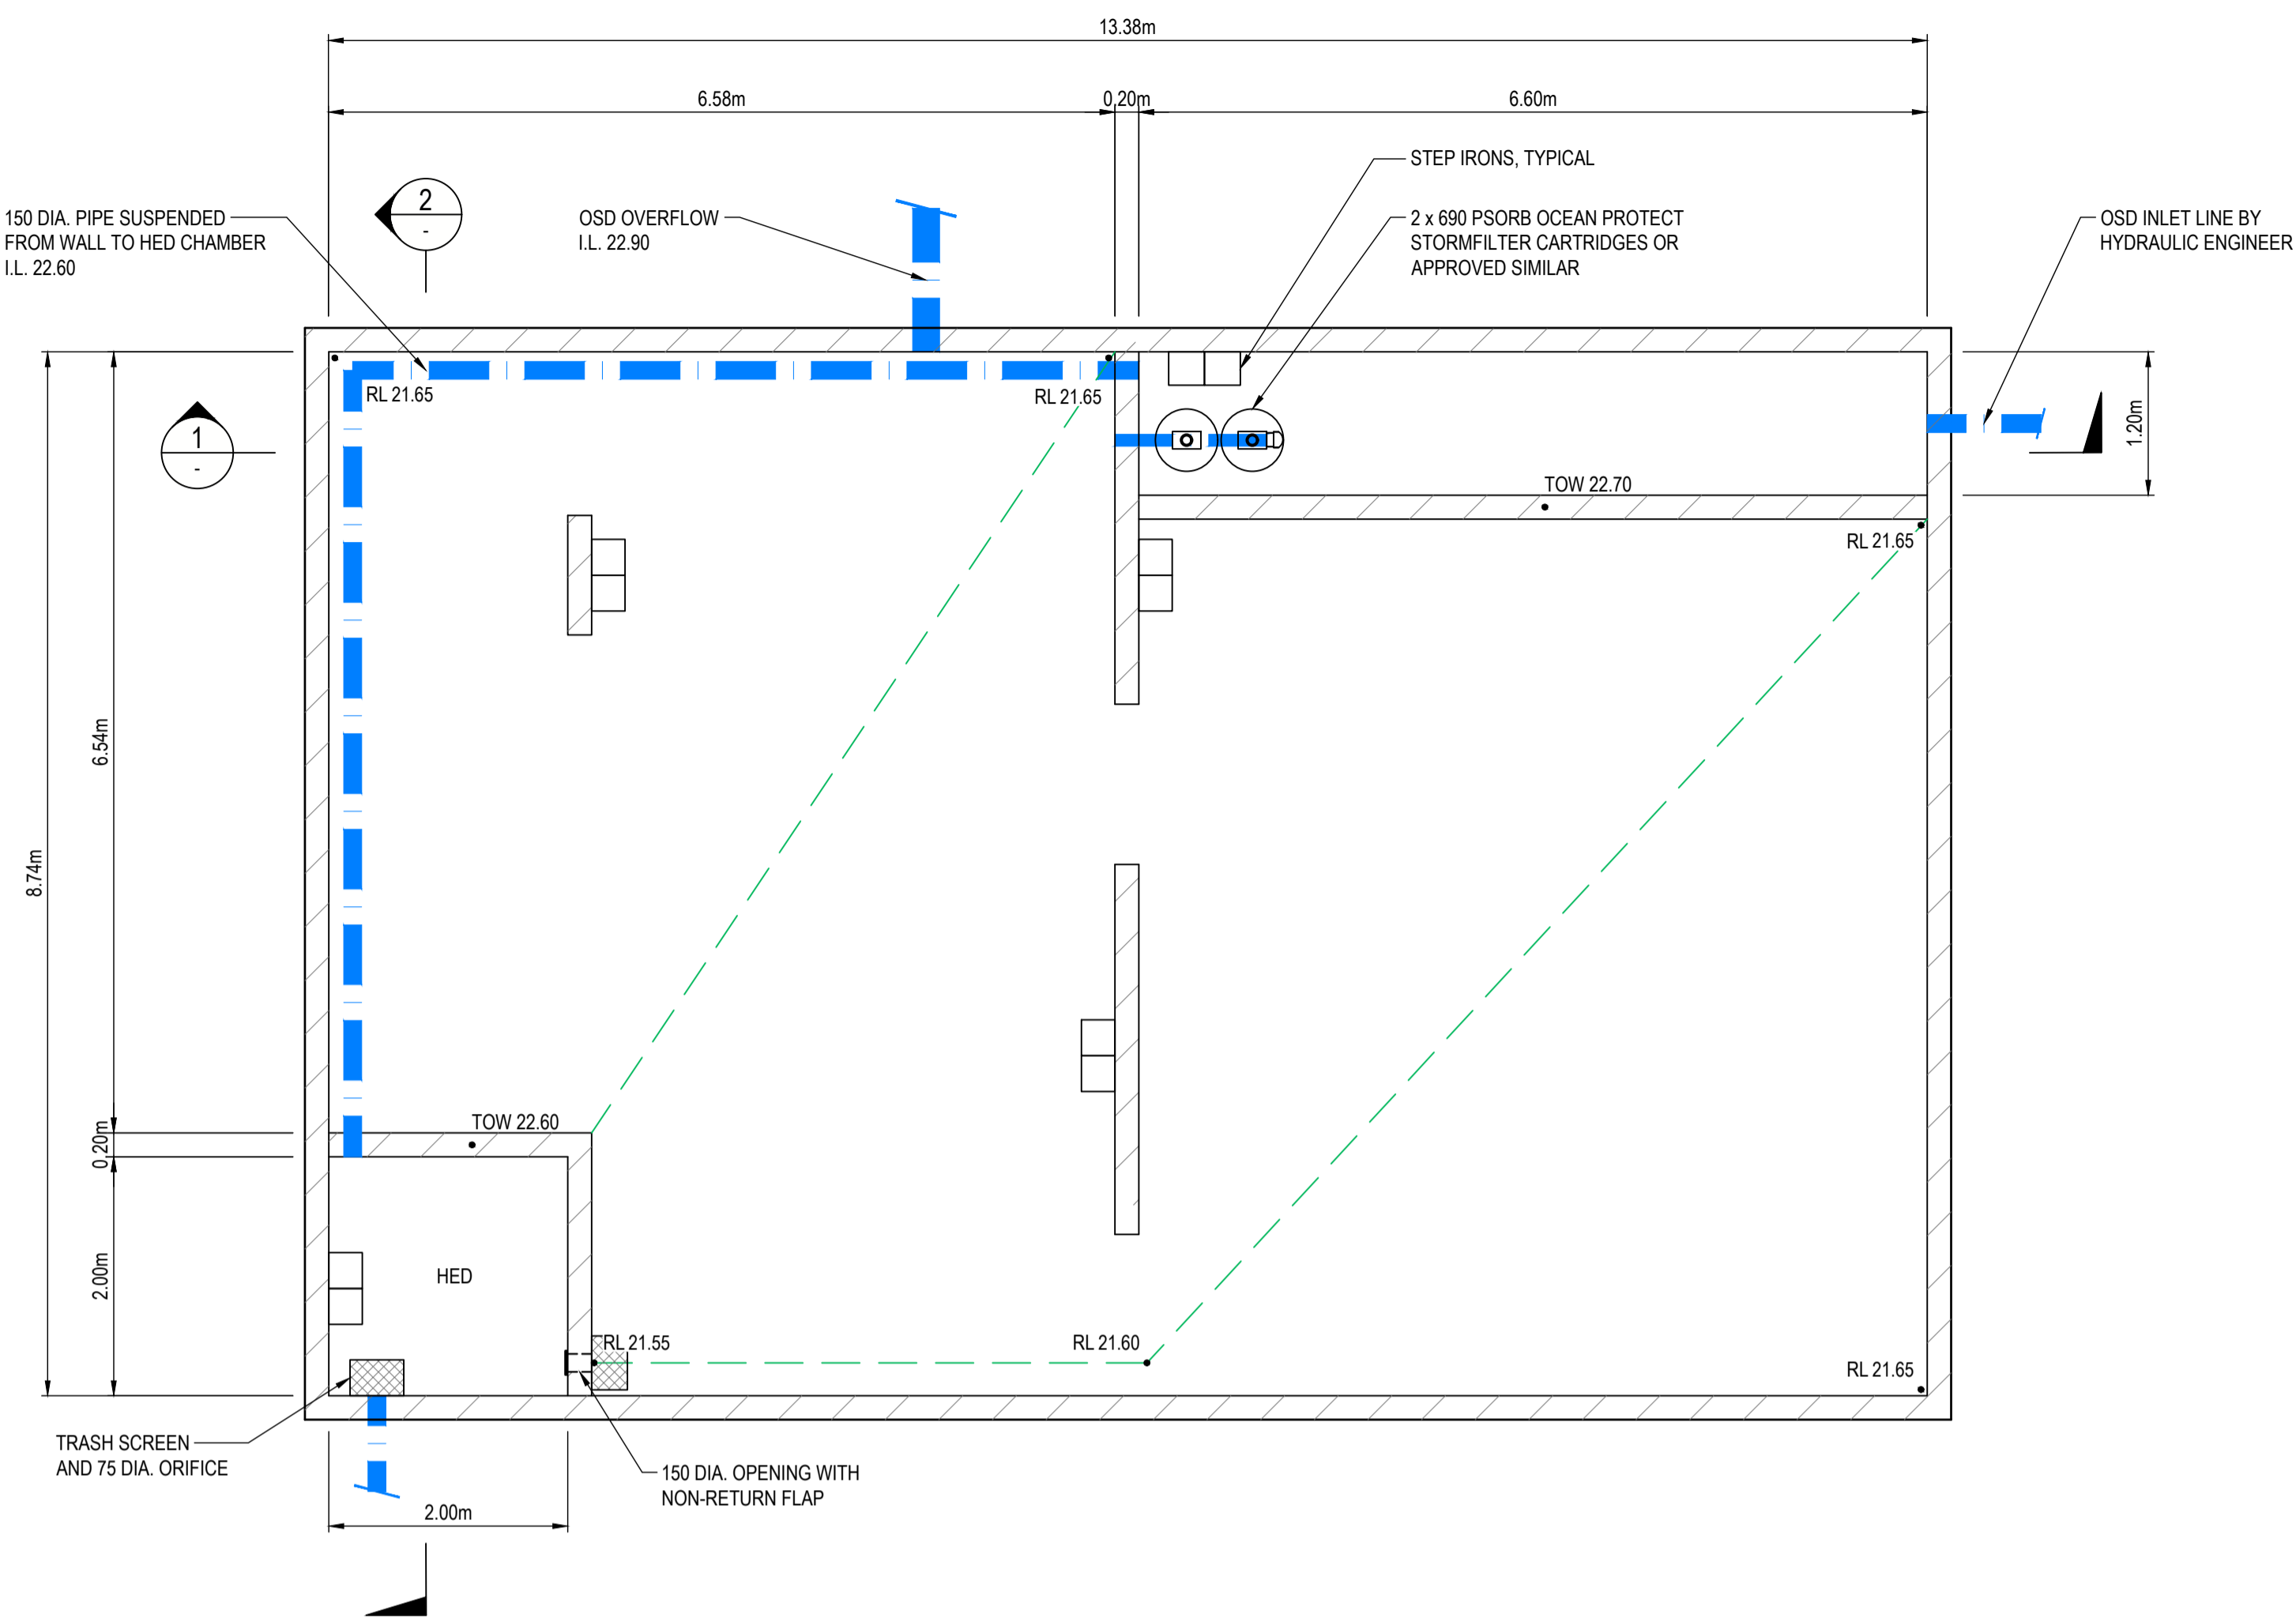 13.38m
6.58m
0.20m
6.60m
STEP IRONS, TYPICAL
2
-
150 DIA. PIPE SUSPENDED
FROM WALL TO HED CHAMBER
I.L. 22.60
OSD OVERFLOW
I.L. 22.90
2 x 690 PSORB OCEAN PROTECT
STORMFILTER CARTRIDGES OR
APPROVED SIMILAR
OSD INLET LINE BY
HYDRAULIC ENGINEER
RL 21.65
RL 21.65
1
-
1.20m
TOW 22.70
RL 21.65
6.54m
8.74m
TOW 22.60
0.20m
2.00m
HED
RL 21.55
RL 21.60
RL 21.65
TRASH SCREEN
AND 75 DIA. ORIFICE
150 DIA. OPENING WITH
NON-RETURN FLAP
2.00m